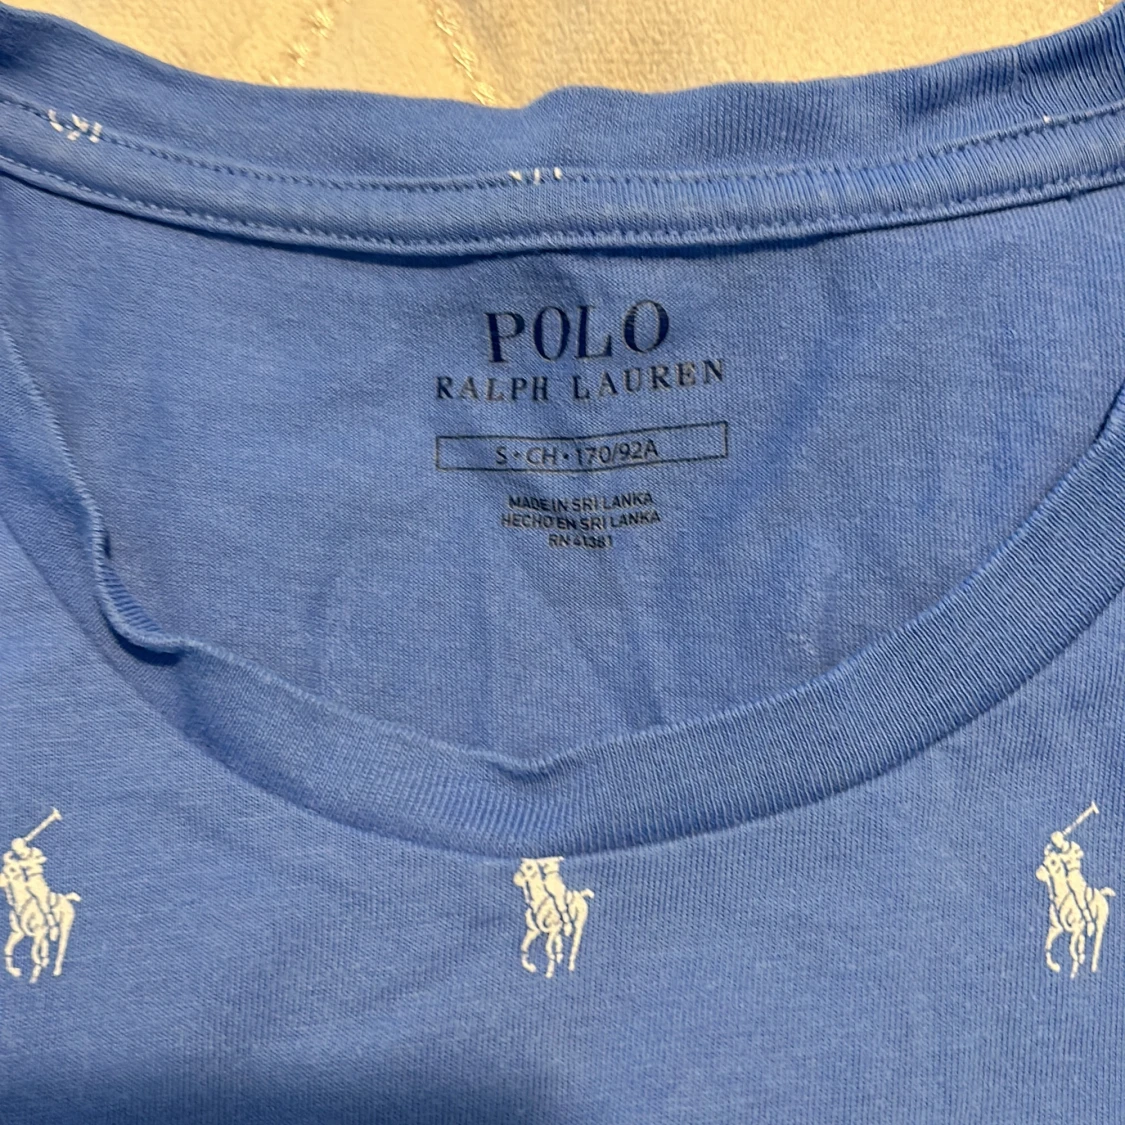 POLO
RALPH LAUREN
S • CH • 170/92A
MADE IN SRI LANKA
HECHO EN SRI LANKA
RN 41381